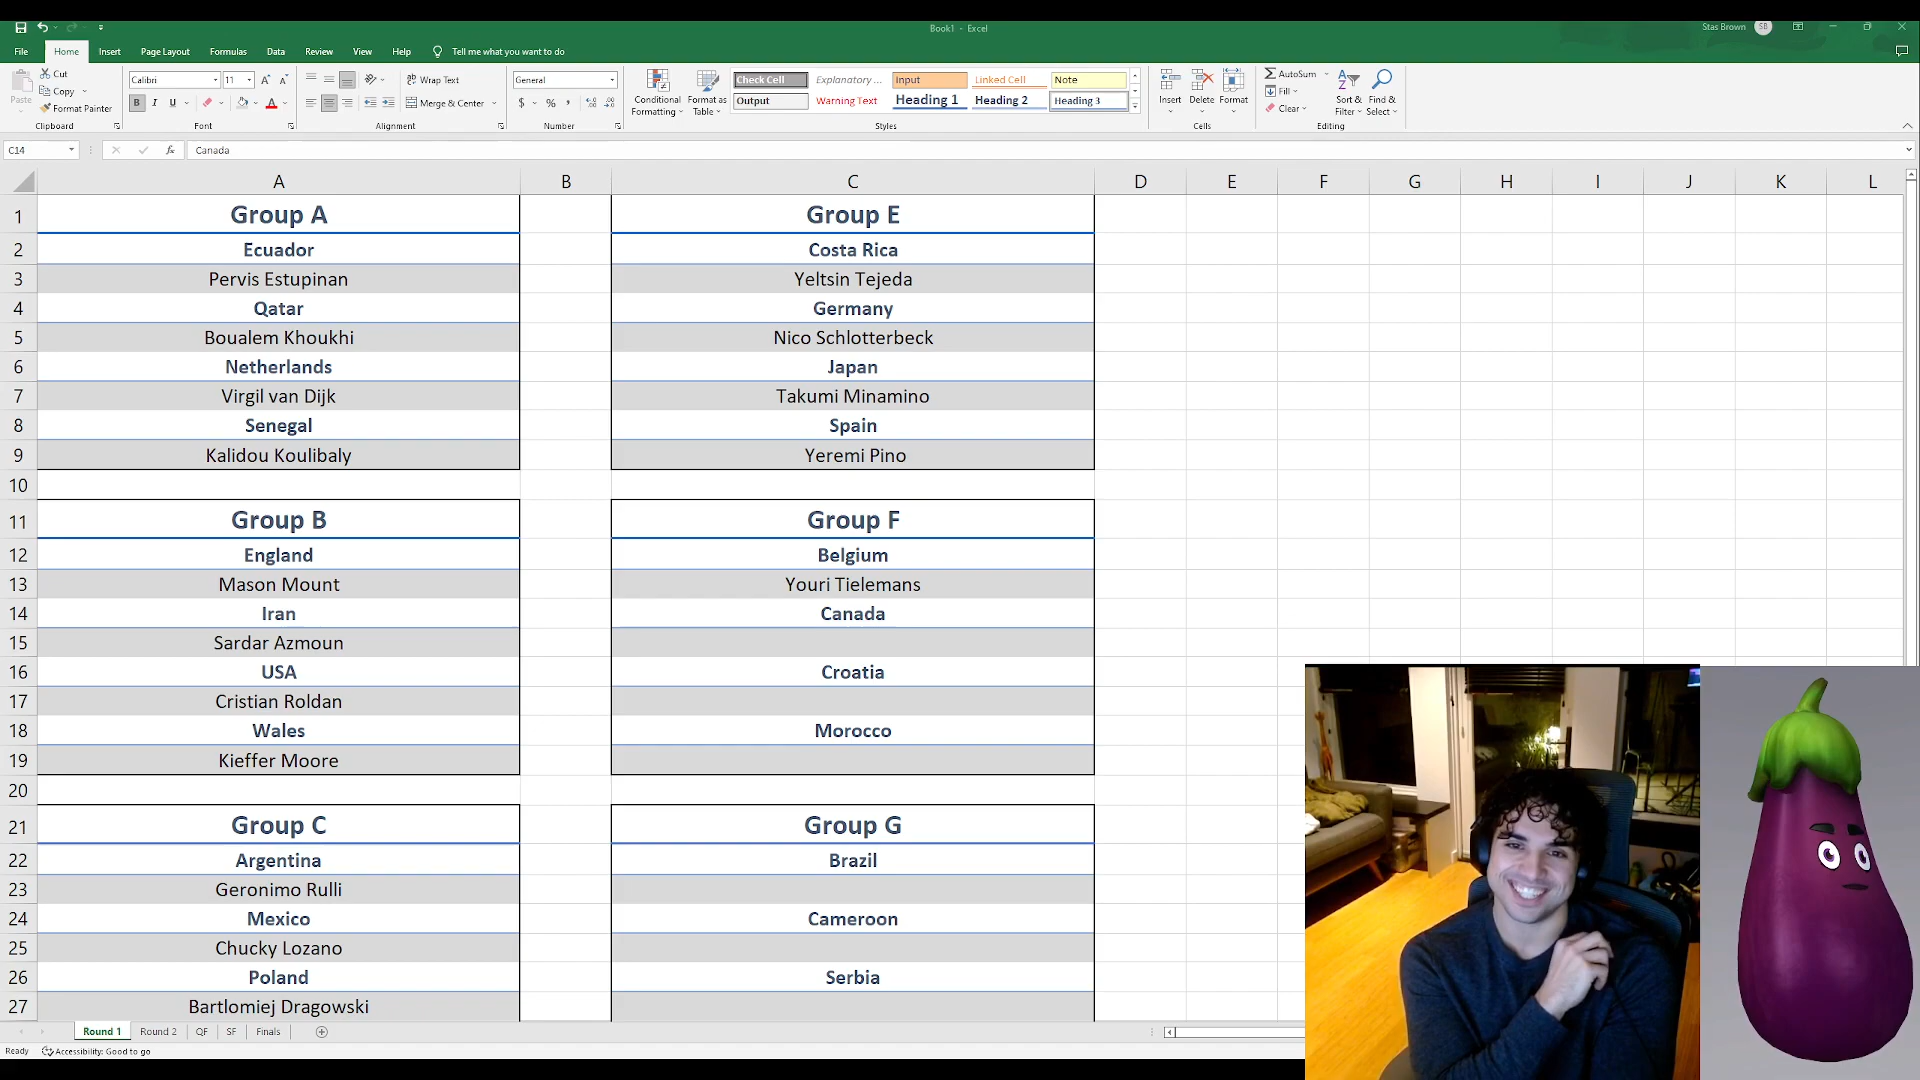 Book1 - Excel
Stas Brown SB
File Home Insert Page Layout Formulas Data Review View Help Tell me what you want to do
Paste
Cut
Copy
Format Painter
Clipboard
Calibri 11
B I U
Font
Wrap Text
Merge & Center
Alignment
General
$ % ,
Number
Conditional Formatting
Format as Table
Check Cell Explanatory ... Input Linked Cell Note
Output Warning Text Heading 1 Heading 2 Heading 3
Styles
Insert Delete Format
Cells
AutoSum
Fill
Clear
Sort & Filter
Find & Select
Editing
C14 fx Canada
A B C D E F G H I J K L
1 Group A Group E
2 Ecuador Costa Rica
3 Pervis Estupinan Yeltsin Tejeda
4 Qatar Germany
5 Boualem Khoukhi Nico Schlotterbeck
6 Netherlands Japan
7 Virgil van Dijk Takumi Minamino
8 Senegal Spain
9 Kalidou Koulibaly Yeremi Pino
10
11 Group B Group F
12 England Belgium
13 Mason Mount Youri Tielemans
14 Iran Canada
15 Sardar Azmoun
16 USA Croatia
17 Cristian Roldan
18 Wales Morocco
19 Kieffer Moore
20
21 Group C Group G
22 Argentina Brazil
23 Geronimo Rulli
24 Mexico Cameroon
25 Chucky Lozano
26 Poland Serbia
27 Bartlomiej Dragowski
Round 1 Round 2 QF SF Finals
Ready Accessibility: Good to go